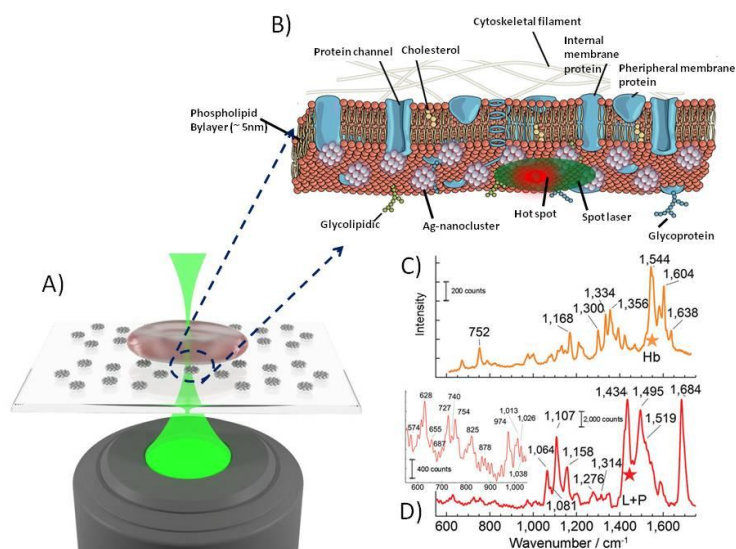 B)
Cytoskeletal filament
Protein channel
Cholesterol
Internal
membrane
protein
Pheripheral membrane
protein
Phospholipid
Bylayer (~ 5nm)
Glycolipidic
Ag-nanocluster
Hot spot
Spot laser
Glycoprotein
A)
C)
Intensity
200 counts
752
1,168
1,300
1,334
1,356
1,544
1,604
1,638
Hb
574
628
655
687
727
740
754
825
878
974
1,013
1,026
1,038
400 counts
600 700 800 900 1,000
1,064
1,107
1,081
1,158
2,000 counts
1,276
1,314
1,434
1,495
1,519
1,684
L+P
D)
600 800 1,000 1,200 1,400 1,600
Wavenumber / cm⁻¹